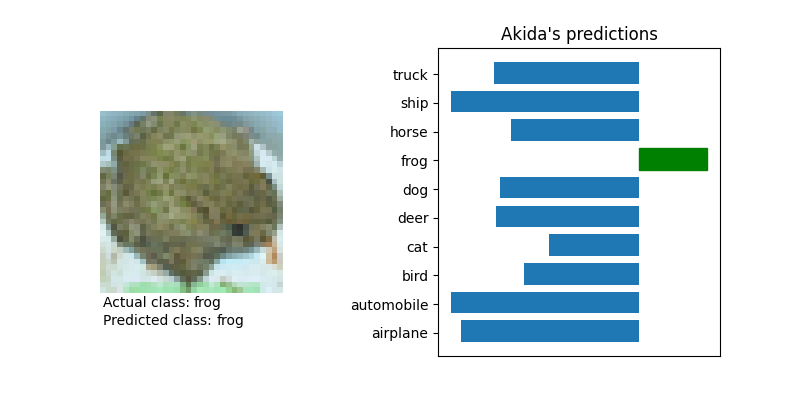 Akida's predictions
truck
ship
horse
frog
dog
deer
cat
bird
automobile
airplane
Actual class: frog
Predicted class: frog